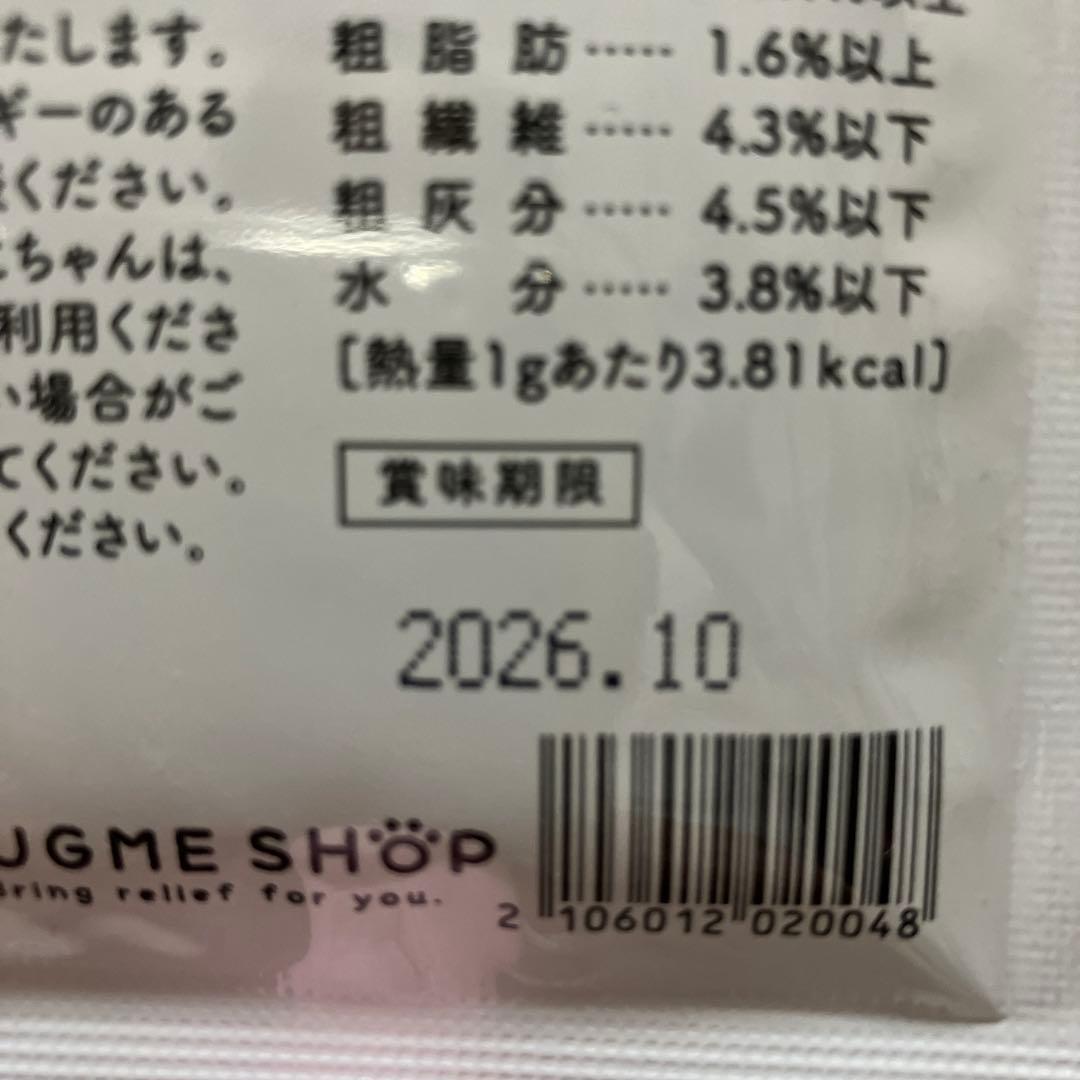 たします。
ギーのある
ください。
ちゃんは、
利用くださ
い場合がご
てください。
ください。
以上
粗脂肪……1.6%以上
粗繊維……4.3%以下
粗灰分……4.5%以下
水分……3.8%以下
[熱量1gあたり3.81kcal]
賞味期限
2026.10
UGME SHOP
Bring relief for you.
2 106012 020048